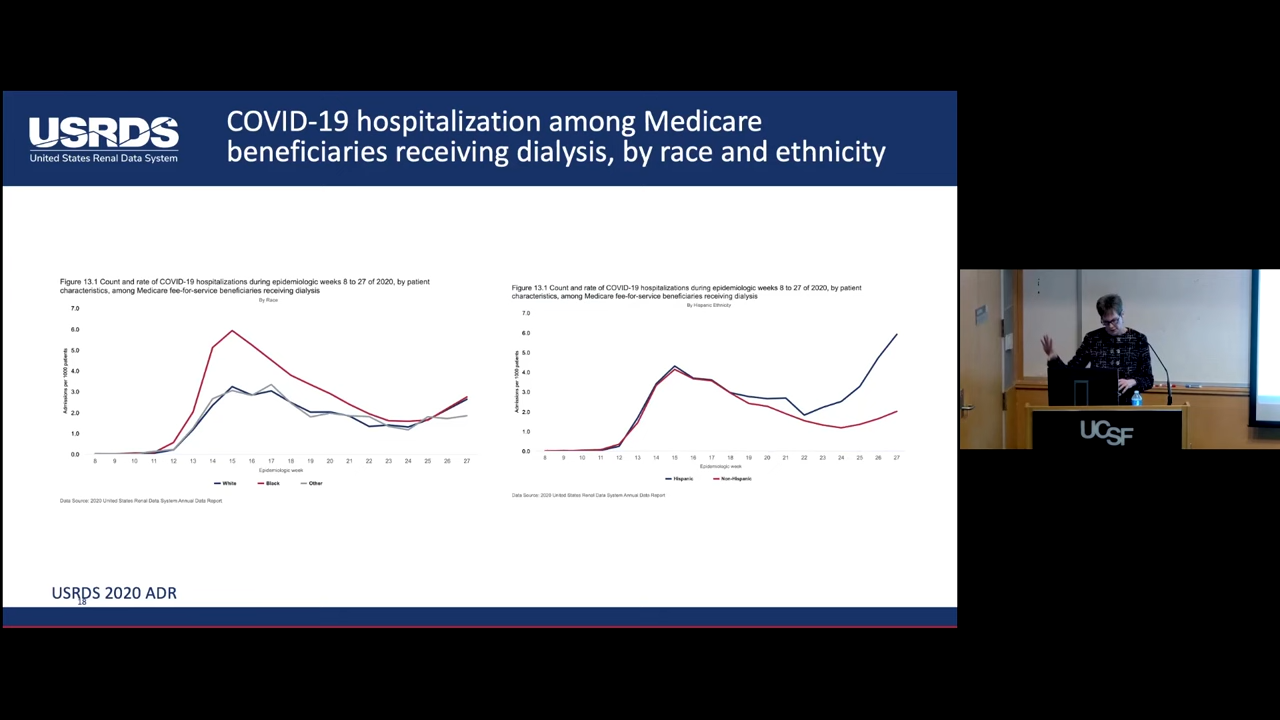 USRDS
United States Renal Data System
COVID-19 hospitalization among Medicare
beneficiaries receiving dialysis, by race and ethnicity
Figure 13.1 Count and rate of COVID-19 hospitalizations during epidemiologic weeks 8 to 27 of 2020, by patient
characteristics, among Medicare fee-for-service beneficiaries receiving dialysis
By Race
7.0
6.0
5.0
4.0
3.0
2.0
1.0
0.0
Admissions per 1000 patients
8 9 10 11 12 13 14 15 16 17 18 19 20 21 22 23 24 25 26 27
Epidemiologic week
White Black Other
Data Source: 2020 United States Renal Data System Annual Data Report
Figure 13.1 Count and rate of COVID-19 hospitalizations during epidemiologic weeks 8 to 27 of 2020, by patient
characteristics, among Medicare fee-for-service beneficiaries receiving dialysis
By Hispanic Ethnicity
7.0
6.0
5.0
4.0
3.0
2.0
1.0
0.0
Admissions per 1000 patients
8 9 10 11 12 13 14 15 16 17 18 19 20 21 22 23 24 25 26 27
Epidemiologic week
Hispanic Non-Hispanic
Data Source: 2020 United States Renal Data System Annual Data Report
USRDS 2020 ADR
18
UCSF